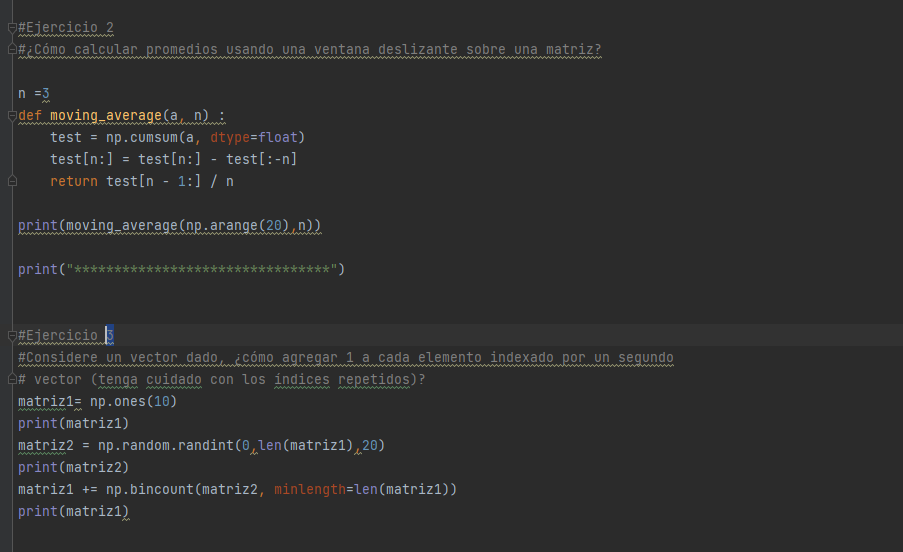 #Ejercicio 2
#¿Cómo calcular promedios usando una ventana deslizante sobre una matriz?
n =3
def moving_average(a, n) :
    test = np.cumsum(a, dtype=float)
    test[n:] = test[n:] - test[:-n]
    return test[n - 1:] / n
print(moving_average(np.arange(20),n))
print("********************************")
#Ejercicio 3
#Considere un vector dado, ¿cómo agregar 1 a cada elemento indexado por un segundo
# vector (tenga cuidado con los índices repetidos)?
matriz1= np.ones(10)
print(matriz1)
matriz2 = np.random.randint(0,len(matriz1),20)
print(matriz2)
matriz1 += np.bincount(matriz2, minlength=len(matriz1))
print(matriz1)